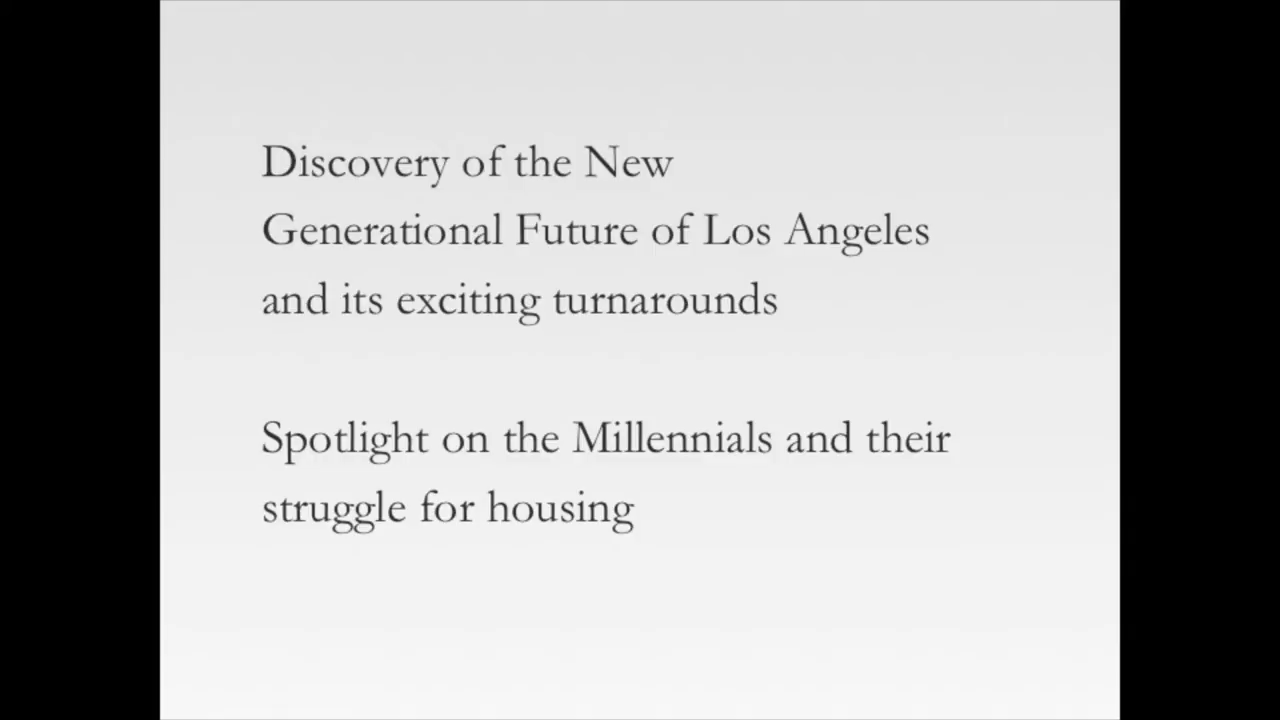 Discovery of the New
Generational Future of Los Angeles
and its exciting turnarounds
Spotlight on the Millennials and their
struggle for housing